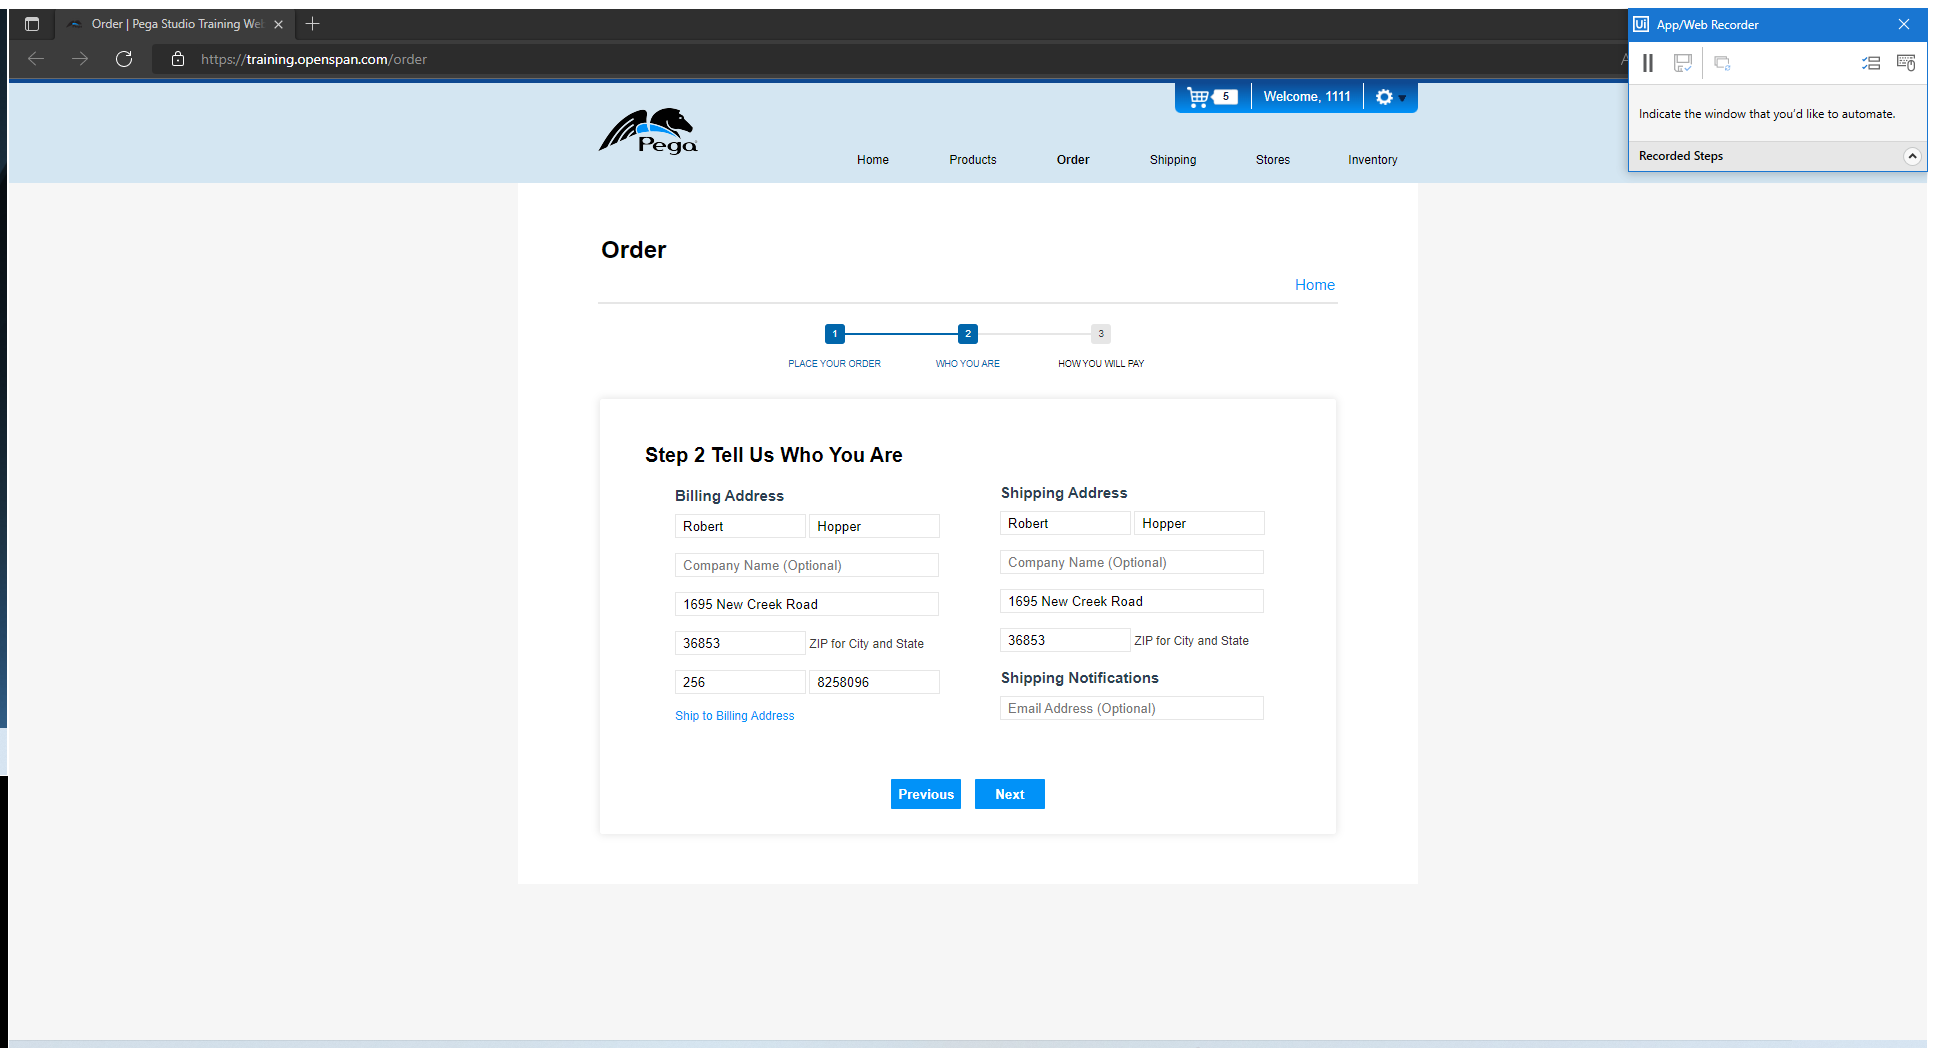 Order | Pega Studio Training We
https://training.openspan.com/order
Ui App/Web Recorder
Indicate the window that you'd like to automate.
Recorded Steps
5 Welcome, 1111
Pega
Home Products Order Shipping Stores Inventory
Order
Home
1 2 3
PLACE YOUR ORDER WHO YOU ARE HOW YOU WILL PAY
Step 2 Tell Us Who You Are
Billing Address
Robert Hopper
Company Name (Optional)
1695 New Creek Road
36853 ZIP for City and State
256 8258096
Ship to Billing Address
Shipping Address
Robert Hopper
Company Name (Optional)
1695 New Creek Road
36853 ZIP for City and State
Shipping Notifications
Email Address (Optional)
Previous Next